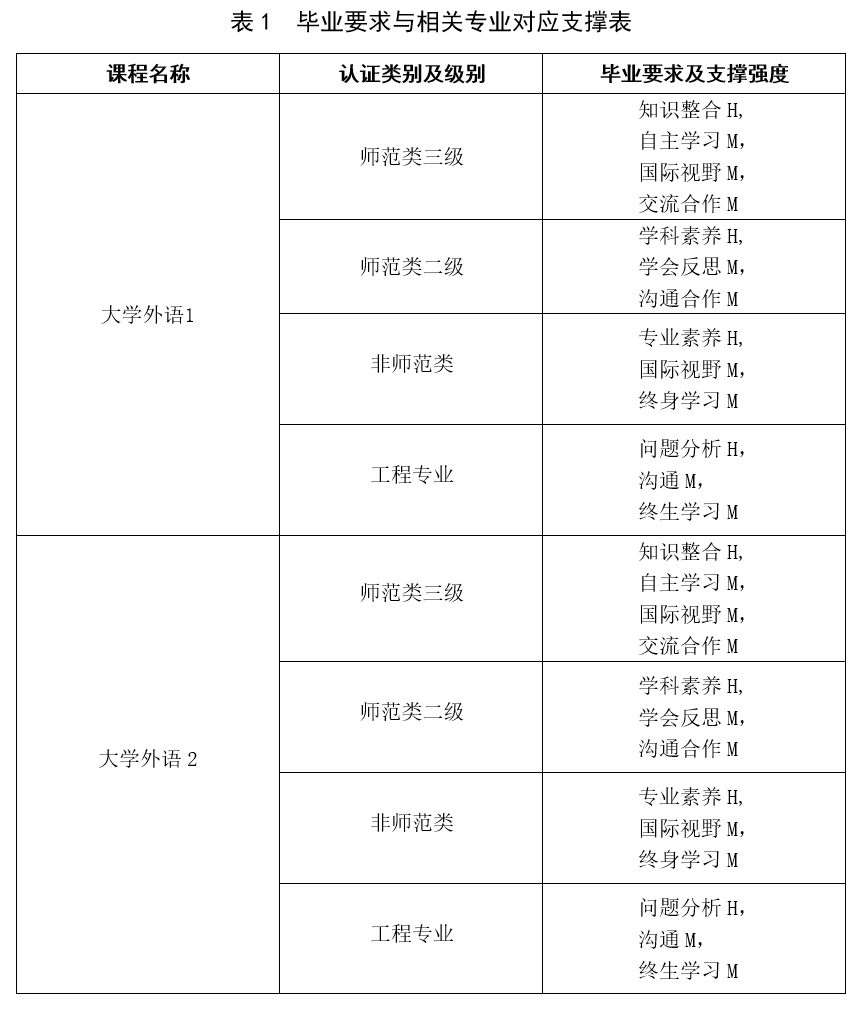 表 1 毕业要求与相关专业对应支撑表
课程名称 认证类别及级别 毕业要求及支撑强度
大学外语1
师范类三级
知识整合 H,
自主学习 M，
国际视野 M，
交流合作 M
师范类二级
学科素养 H,
学会反思 M，
沟通合作 M
非师范类
专业素养 H,
国际视野 M，
终身学习 M
工程专业
问题分析 H，
沟通 M，
终生学习 M
大学外语 2
师范类三级
知识整合 H,
自主学习 M，
国际视野 M，
交流合作 M
师范类二级
学科素养 H,
学会反思 M，
沟通合作 M
非师范类
专业素养 H,
国际视野 M，
终身学习 M
工程专业
问题分析 H，
沟通 M，
终生学习 M